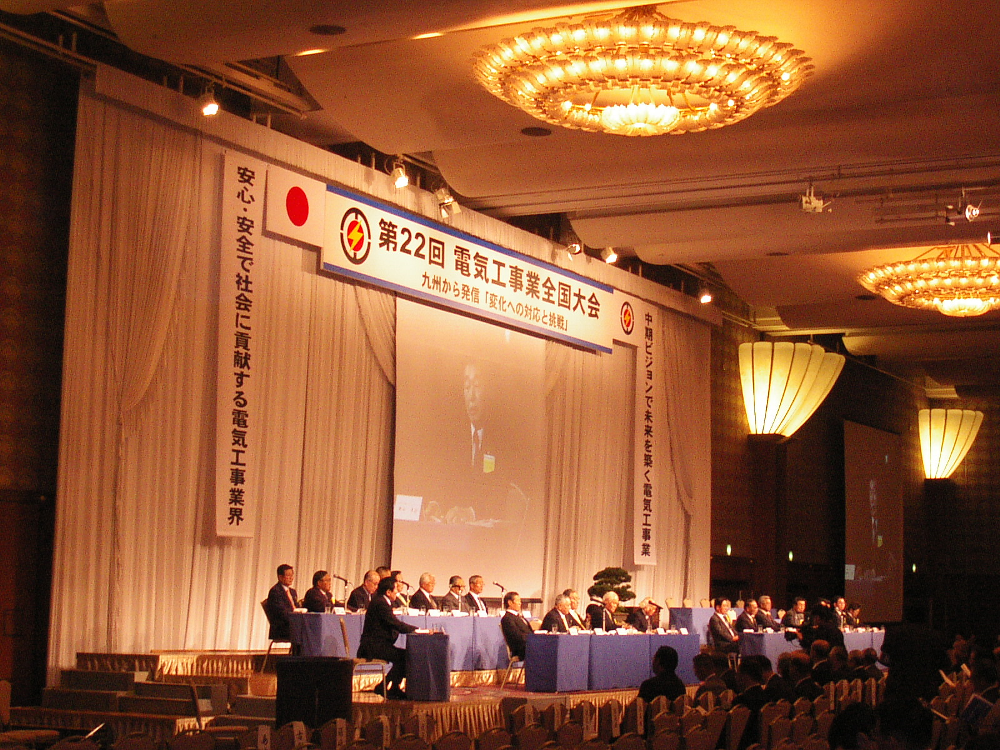 安心・安全で社会に貢献する電気工事業界
第22回 電気工事業全国大会
九州から発信「変化への対応と挑戦」
中期ビジョンで未来を築く電気工事業